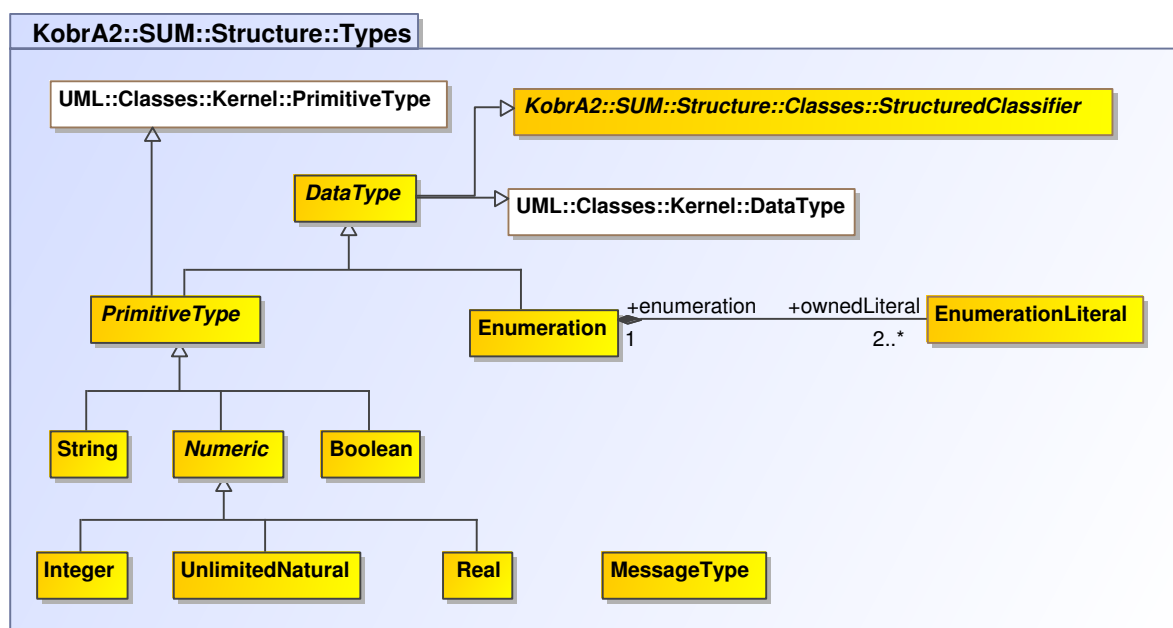 KobrA2::SUM::Structure::Types
UML::Classes::Kernel::PrimitiveType
KobrA2::SUM::Structure::Classes::StructuredClassifier
DataType
UML::Classes::Kernel::DataType
PrimitiveType
Enumeration
+enumeration
+ownedLiteral
1
2..*
EnumerationLiteral
String
Numeric
Boolean
Integer
UnlimitedNatural
Real
MessageType